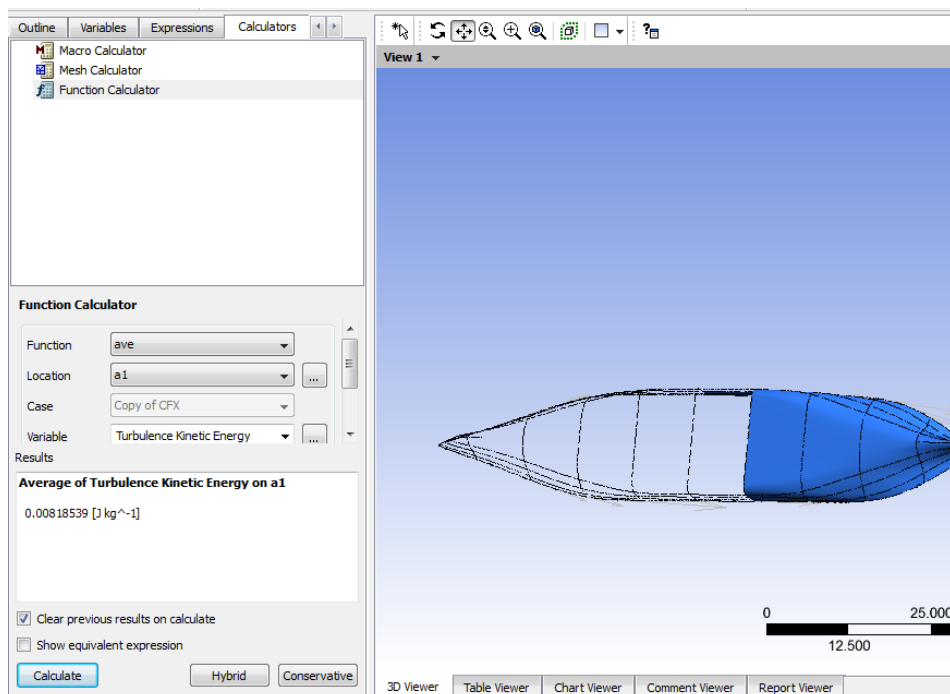 Outline Variables Expressions Calculators
Macro Calculator
Mesh Calculator
Function Calculator
Function Calculator
Function ave
Location a1 ...
Case Copy of CFX
Variable Turbulence Kinetic Energy ...
Results
Average of Turbulence Kinetic Energy on a1
0.00818539 [J kg^-1]
Clear previous results on calculate
Show equivalent expression
Calculate Hybrid Conservative
View 1
0 25.000
12.500
3D Viewer Table Viewer Chart Viewer Comment Viewer Report Viewer